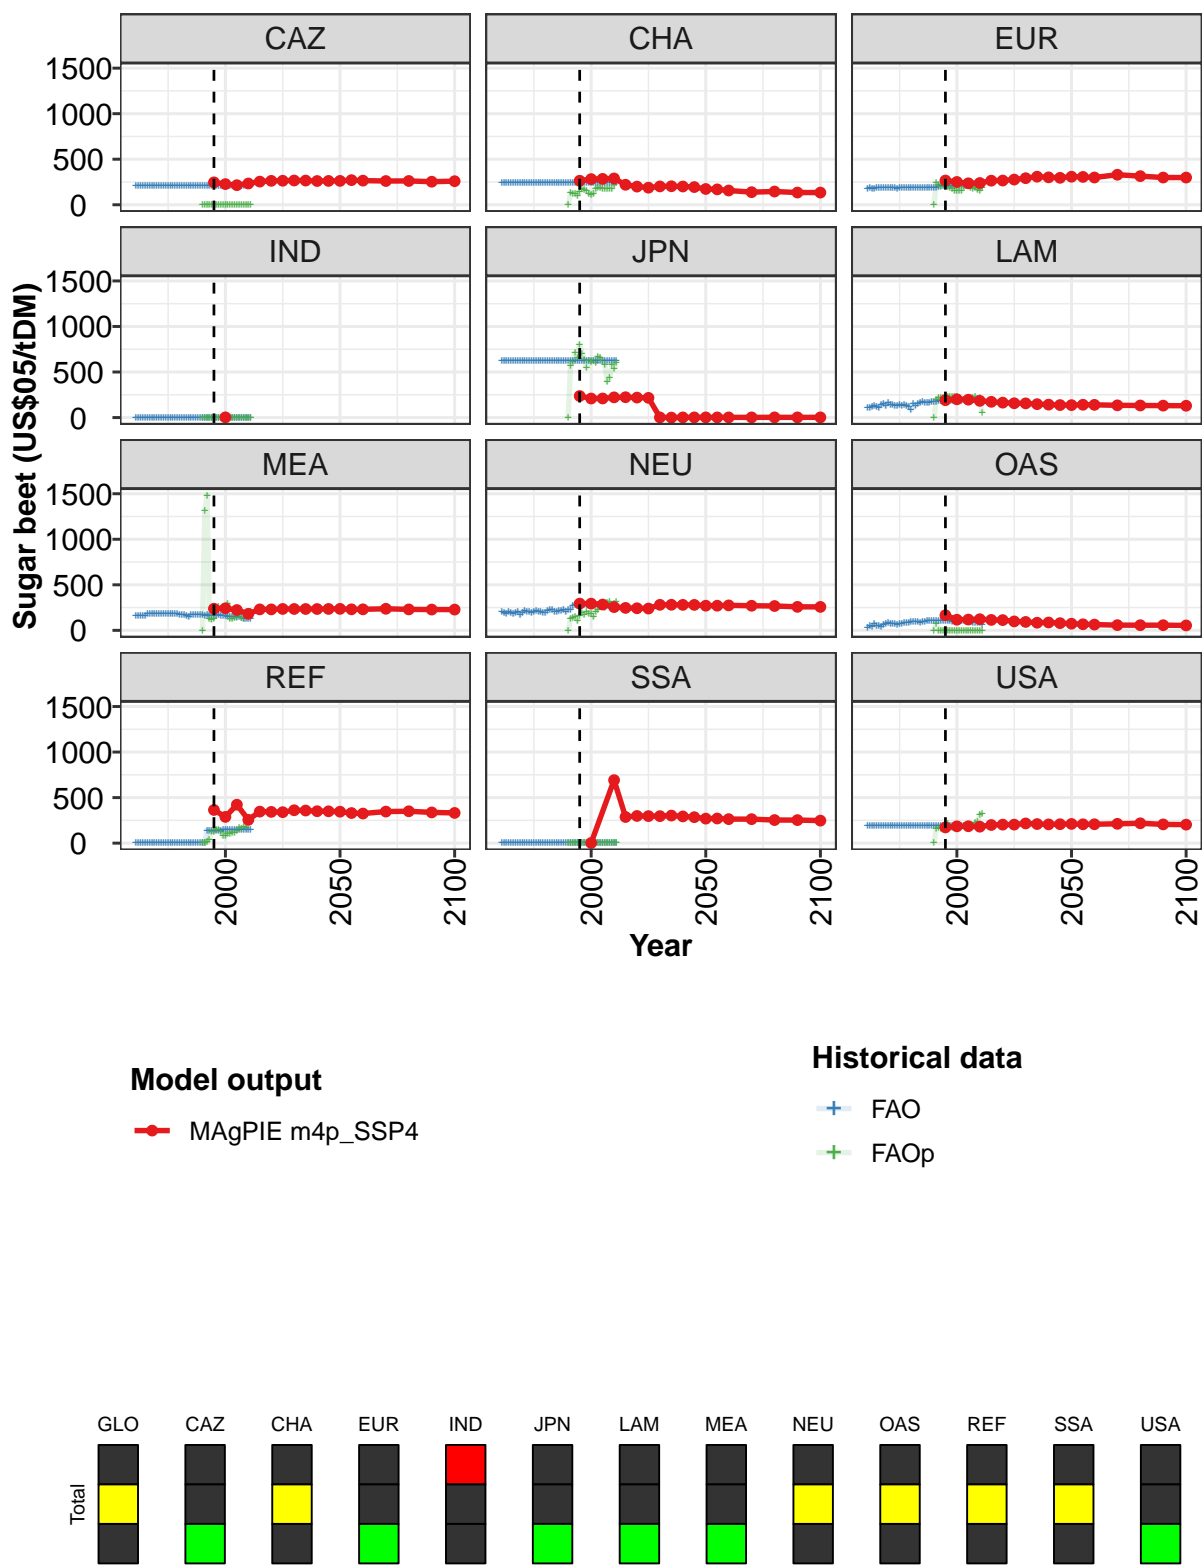 CAZ CHA EUR
1500
1000
500
0
IND JPN LAM
1500
1000
500
0
MEA NEU OAS
1500
1000
500
0
REF SSA USA
1500
1000
500
0
Sugar beet (US$05/tDM)
2000 2050 2100 2000 2050 2100 2000 2050 2100
Year
Model output
MAgPIE m4p_SSP4
Historical data
FAO
FAOp
GLO CAZ CHA EUR IND JPN LAM MEA NEU OAS REF SSA USA
Total